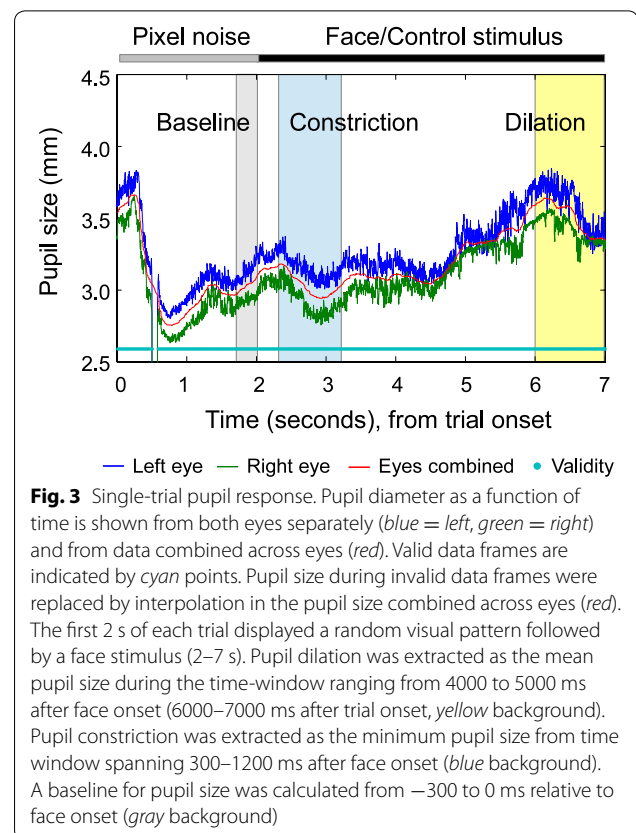 Pixel noise Face/Control stimulus
4.5
Baseline Constriction Dilation
4.0
3.5
3.0
2.5
Pupil size (mm)
0 1 2 3 4 5 6 7
Time (seconds), from trial onset
Left eye Right eye Eyes combined Validity
Fig. 3 Single-trial pupil response. Pupil diameter as a function of
time is shown from both eyes separately (blue = left, green = right)
and from data combined across eyes (red). Valid data frames are
indicated by cyan points. Pupil size during invalid data frames were
replaced by interpolation in the pupil size combined across eyes (red).
The first 2 s of each trial displayed a random visual pattern followed
by a face stimulus (2–7 s). Pupil dilation was extracted as the mean
pupil size during the time-window ranging from 4000 to 5000 ms
after face onset (6000–7000 ms after trial onset, yellow background).
Pupil constriction was extracted as the minimum pupil size from time
window spanning 300–1200 ms after face onset (blue background).
A baseline for pupil size was calculated from −300 to 0 ms relative to
face onset (gray background)